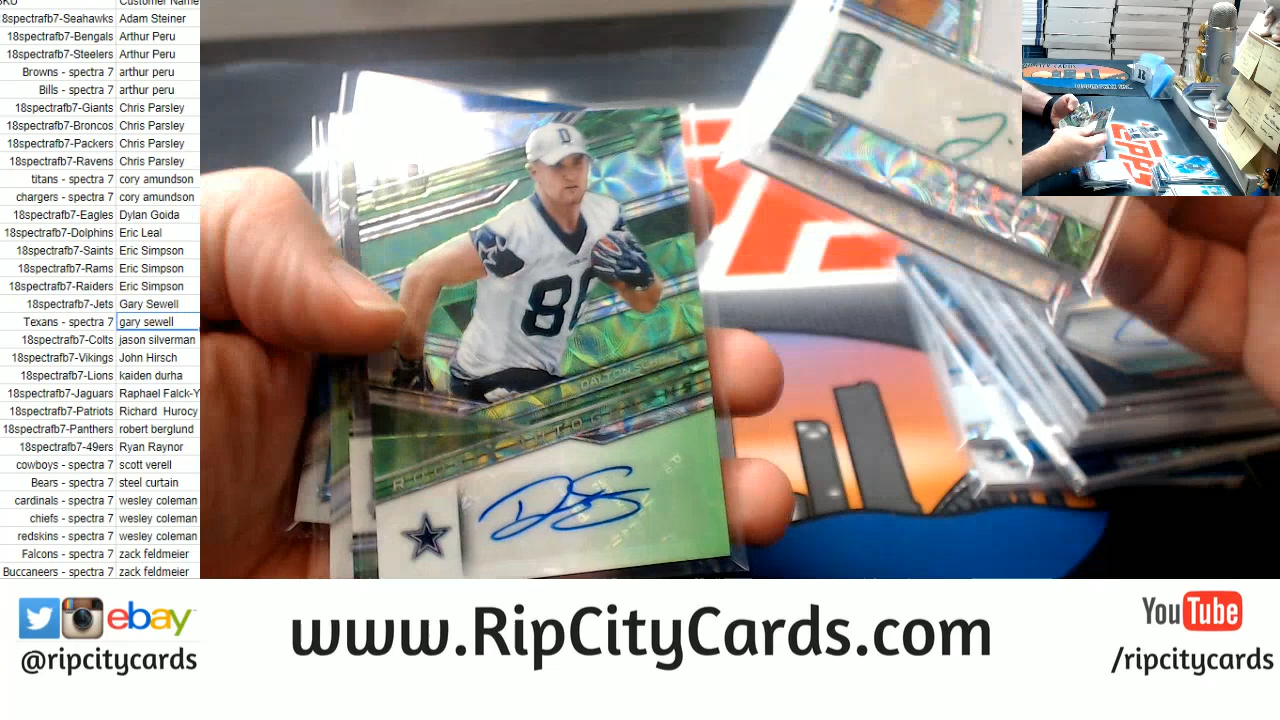 SKU Customer Name
18spectrafb7-Seahawks Adam Steiner
18spectrafb7-Bengals Arthur Peru
18spectrafb7-Steelers Arthur Peru
Browns - spectra 7 arthur peru
Bills - spectra 7 arthur peru
18spectrafb7-Giants Chris Parsley
18spectrafb7-Broncos Chris Parsley
18spectrafb7-Packers Chris Parsley
18spectrafb7-Ravens Chris Parsley
titans - spectra 7 cory amundson
chargers - spectra 7 cory amundson
18spectrafb7-Eagles Dylan Goida
18spectrafb7-Dolphins Eric Leal
18spectrafb7-Saints Eric Simpson
18spectrafb7-Rams Eric Simpson
18spectrafb7-Raiders Eric Simpson
18spectrafb7-Jets Gary Sewell
Texans - spectra 7 gary sewell
18spectrafb7-Colts jason silverman
18spectrafb7-Vikings John Hirsch
18spectrafb7-Lions kaiden durha
18spectrafb7-Jaguars Raphael Falck-Y
18spectrafb7-Patriots Richard Hurocy
18spectrafb7-Panthers robert berglund
18spectrafb7-49ers Ryan Raynor
cowboys - spectra 7 scott verell
Bears - spectra 7 steel curtain
cardinals - spectra 7 wesley coleman
chiefs - spectra 7 wesley coleman
redskins - spectra 7 wesley coleman
Falcons - spectra 7 zack feldmeier
Buccaneers - spectra 7 zack feldmeier
D
DALTON
DS
TOPPS
ebay
@ripcitycards
www.RipCityCards.com
YouTube
/ripcitycards